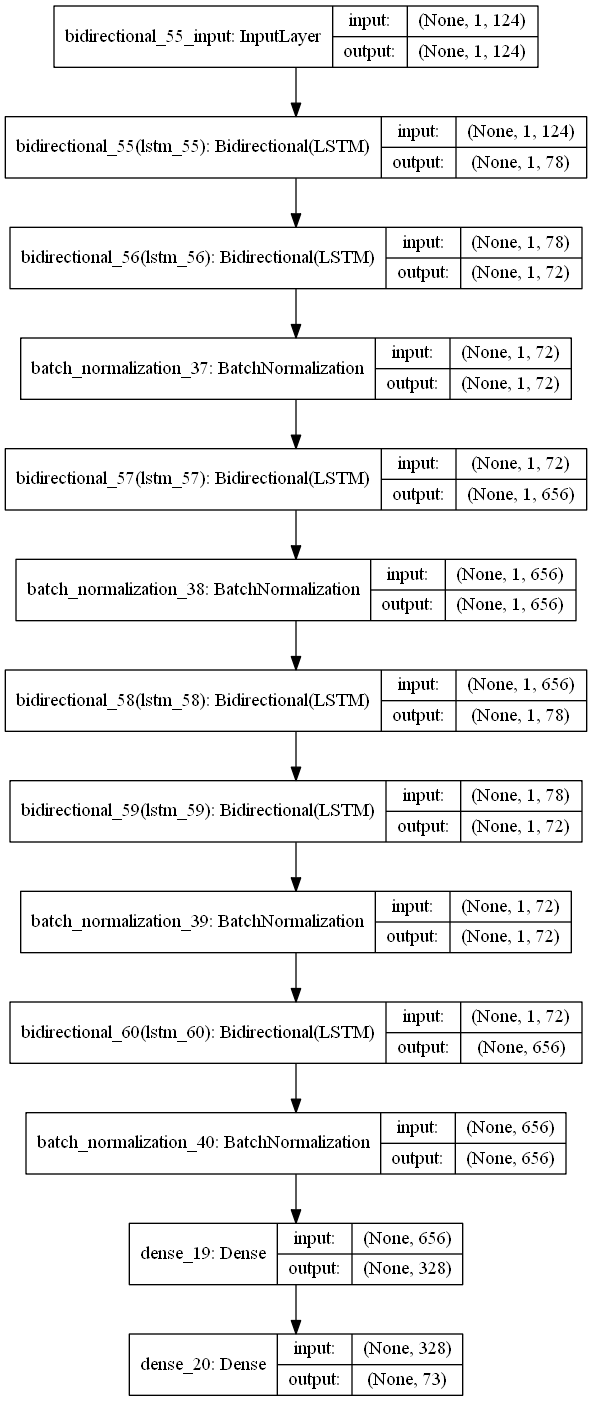 bidirectional_55_input: InputLayer
input: (None, 1, 124)
output: (None, 1, 124)
bidirectional_55(lstm_55): Bidirectional(LSTM)
input: (None, 1, 124)
output: (None, 1, 78)
bidirectional_56(lstm_56): Bidirectional(LSTM)
input: (None, 1, 78)
output: (None, 1, 72)
batch_normalization_37: BatchNormalization
input: (None, 1, 72)
output: (None, 1, 72)
bidirectional_57(lstm_57): Bidirectional(LSTM)
input: (None, 1, 72)
output: (None, 1, 656)
batch_normalization_38: BatchNormalization
input: (None, 1, 656)
output: (None, 1, 656)
bidirectional_58(lstm_58): Bidirectional(LSTM)
input: (None, 1, 656)
output: (None, 1, 78)
bidirectional_59(lstm_59): Bidirectional(LSTM)
input: (None, 1, 78)
output: (None, 1, 72)
batch_normalization_39: BatchNormalization
input: (None, 1, 72)
output: (None, 1, 72)
bidirectional_60(lstm_60): Bidirectional(LSTM)
input: (None, 1, 72)
output: (None, 656)
batch_normalization_40: BatchNormalization
input: (None, 656)
output: (None, 656)
dense_19: Dense
input: (None, 656)
output: (None, 328)
dense_20: Dense
input: (None, 328)
output: (None, 73)